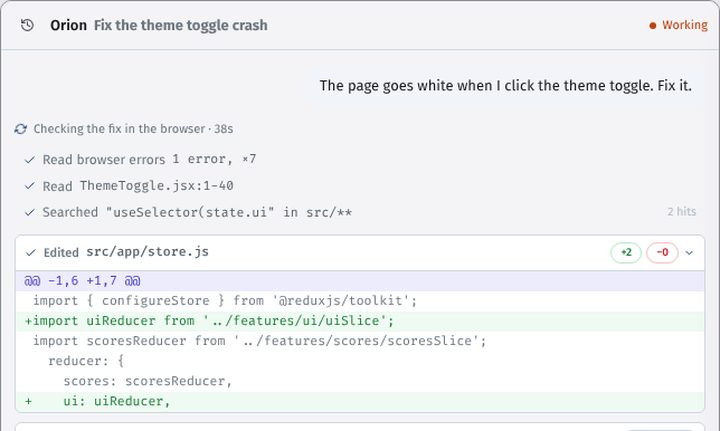 Orion Fix the theme toggle crash
Working
The page goes white when I click the theme toggle. Fix it.
Checking the fix in the browser · 38s
Read browser errors 1 error, ×7
Read ThemeToggle.jsx:1-40
Searched "useSelector(state.ui" in src/**
2 hits
Edited src/app/store.js
+2 −0
@@ -1,6 +1,7 @@
import { configureStore } from '@reduxjs/toolkit';
+import uiReducer from '../features/ui/uiSlice';
import scoresReducer from '../features/scores/scoresSlice';
reducer: {
scores: scoresReducer,
+ ui: uiReducer,